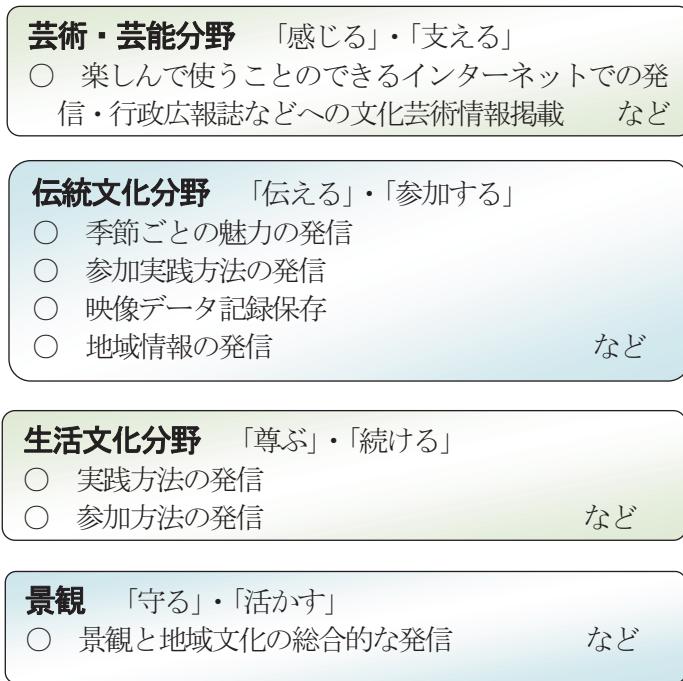 芸術・芸能分野　「感じる」・「支える」
○　楽しんで使うことのできるインターネットでの発
信・行政広報誌などへの文化芸術情報掲載　　など
伝統文化分野　「伝える」・「参加する」
○　季節ごとの魅力の発信
○　参加実践方法の発信
○　映像データ記録保存
○　地域情報の発信　　など
生活文化分野　「尊ぶ」・「続ける」
○　実践方法の発信
○　参加方法の発信　　など
景観　「守る」・「活かす」
○　景観と地域文化の総合的な発信　　など